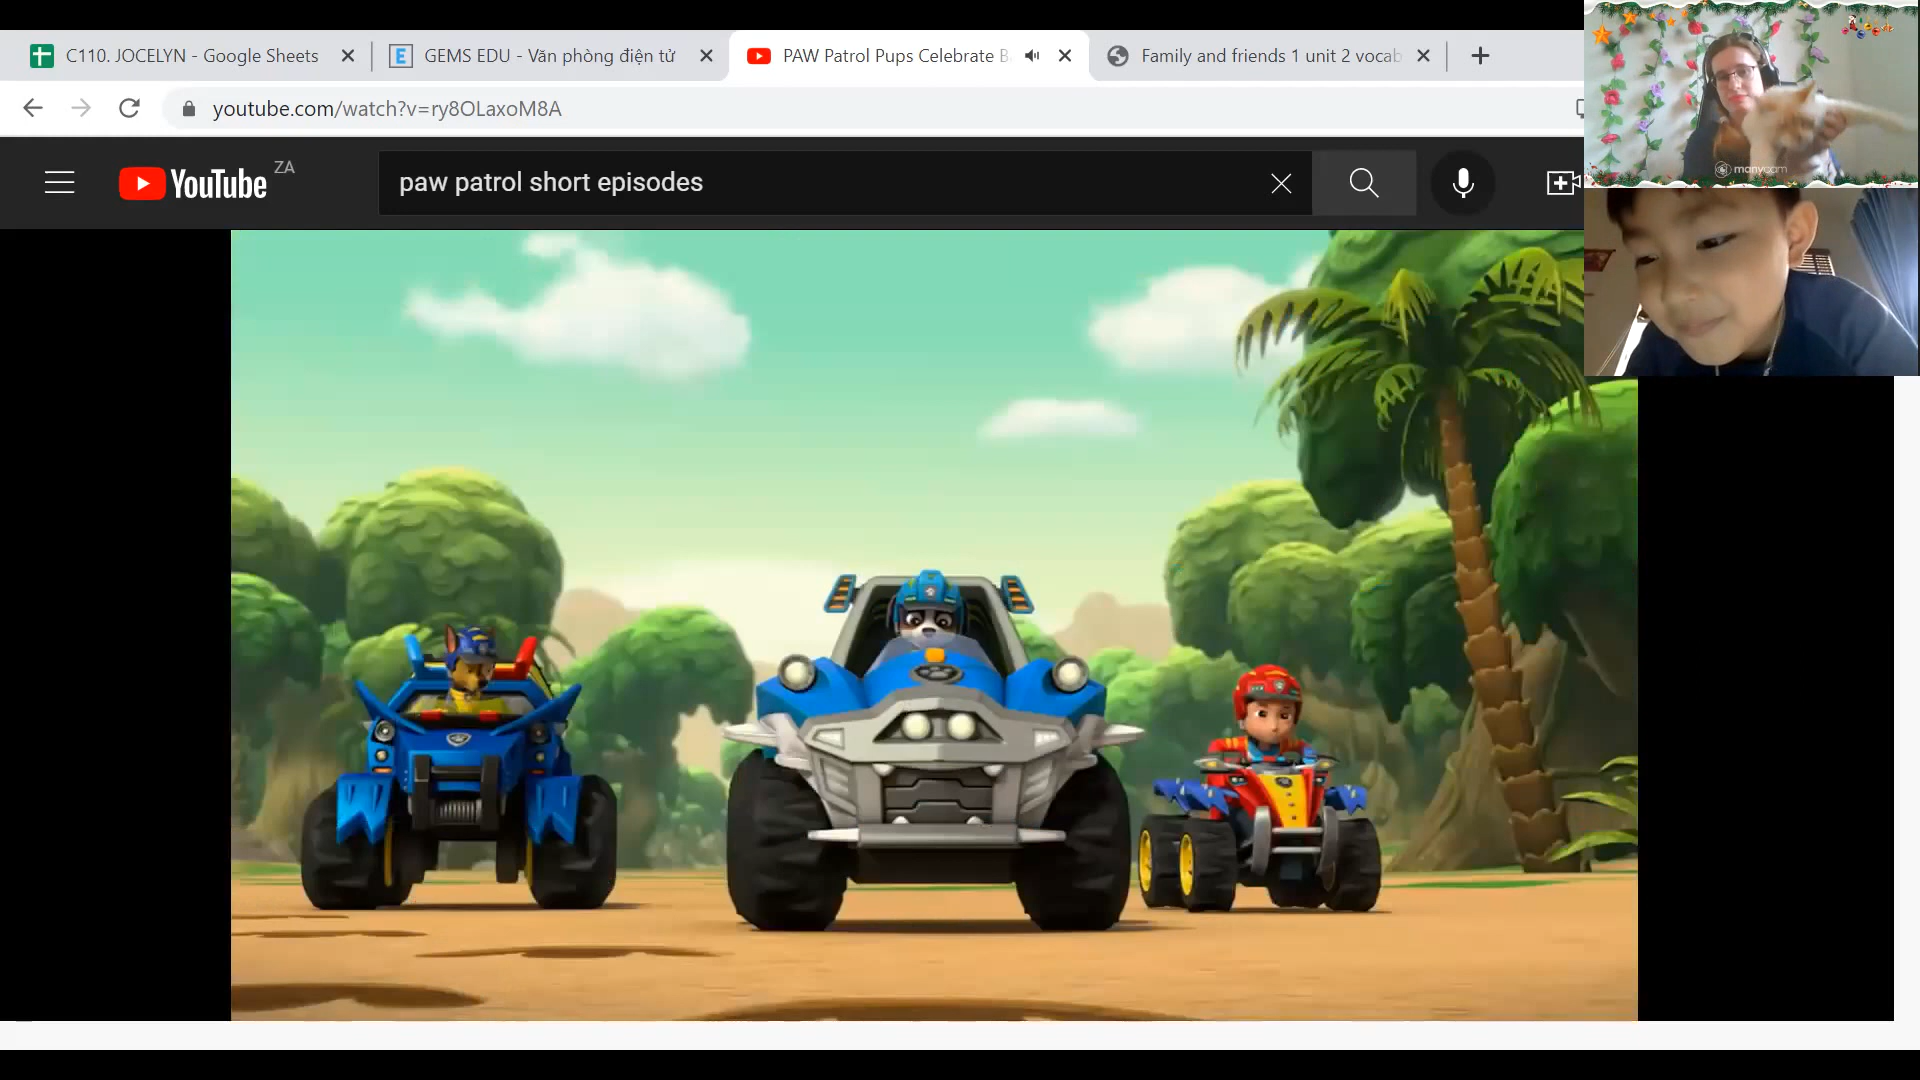 C110. JOCELYN - Google Sheets
GEMS EDU - Văn phòng điện tử
PAW Patrol Pups Celebrate B
Family and friends 1 unit 2 vocab
youtube.com/watch?v=ry8OLaxoM8A
YouTube ZA
paw patrol short episodes
manycam